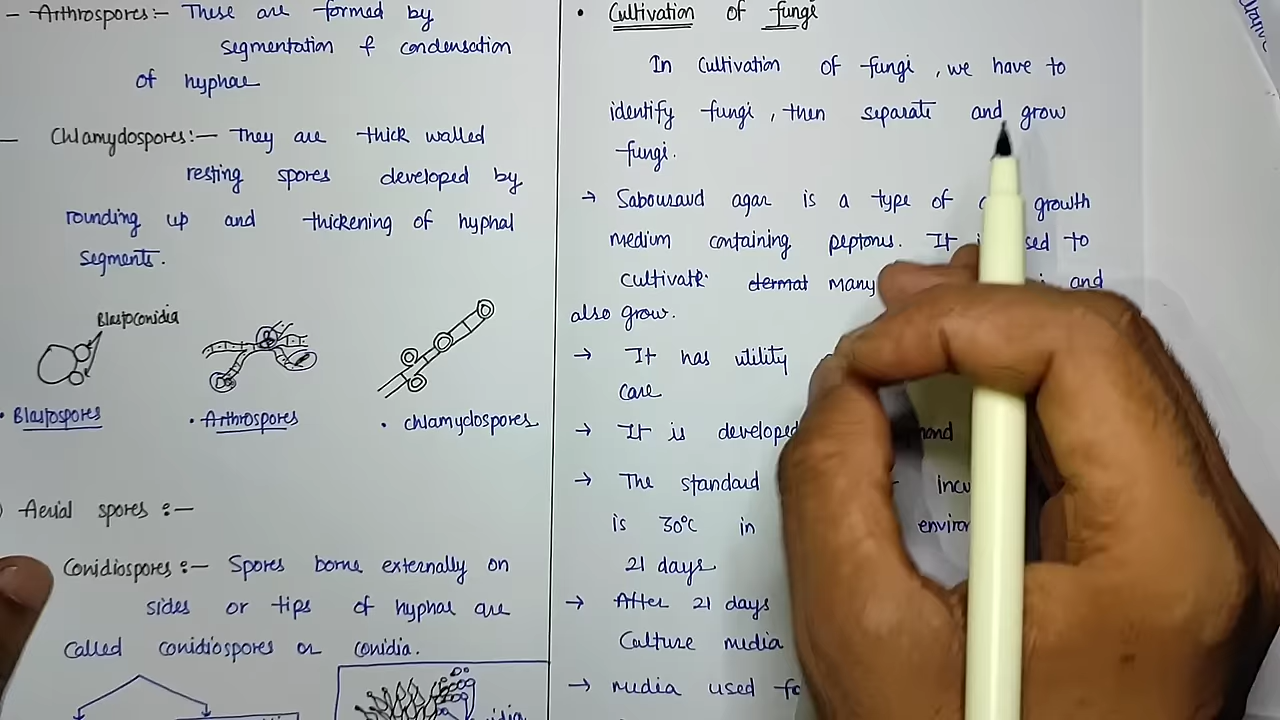 - Arthrospores:- These are formed by
segmentation & condensation
of hyphae
- Chlamydospores:- They are thick walled
resting spores developed by
rounding up and thickening of hyphal
segments.
Blastoconidia
• Blastospores
• Arthrospores
• chlamydospores
) Aerial spores :-
Conidiospores :- Spores borne externally on
sides or tips of hyphae are
called conidiospores or conidia.
• Cultivation of fungi
In cultivation of fungi, we have to
identify fungi, then separate and grow
fungi.
→ Sabouraud agar is a type of growth
medium containing peptones. It sed to
cultivate dermat many and
also grow.
→ It has utility
care
→ It is developed
→ The standard incu
is 30°C in environ
21 days
→ After 21 days
Culture media
→ media used fo